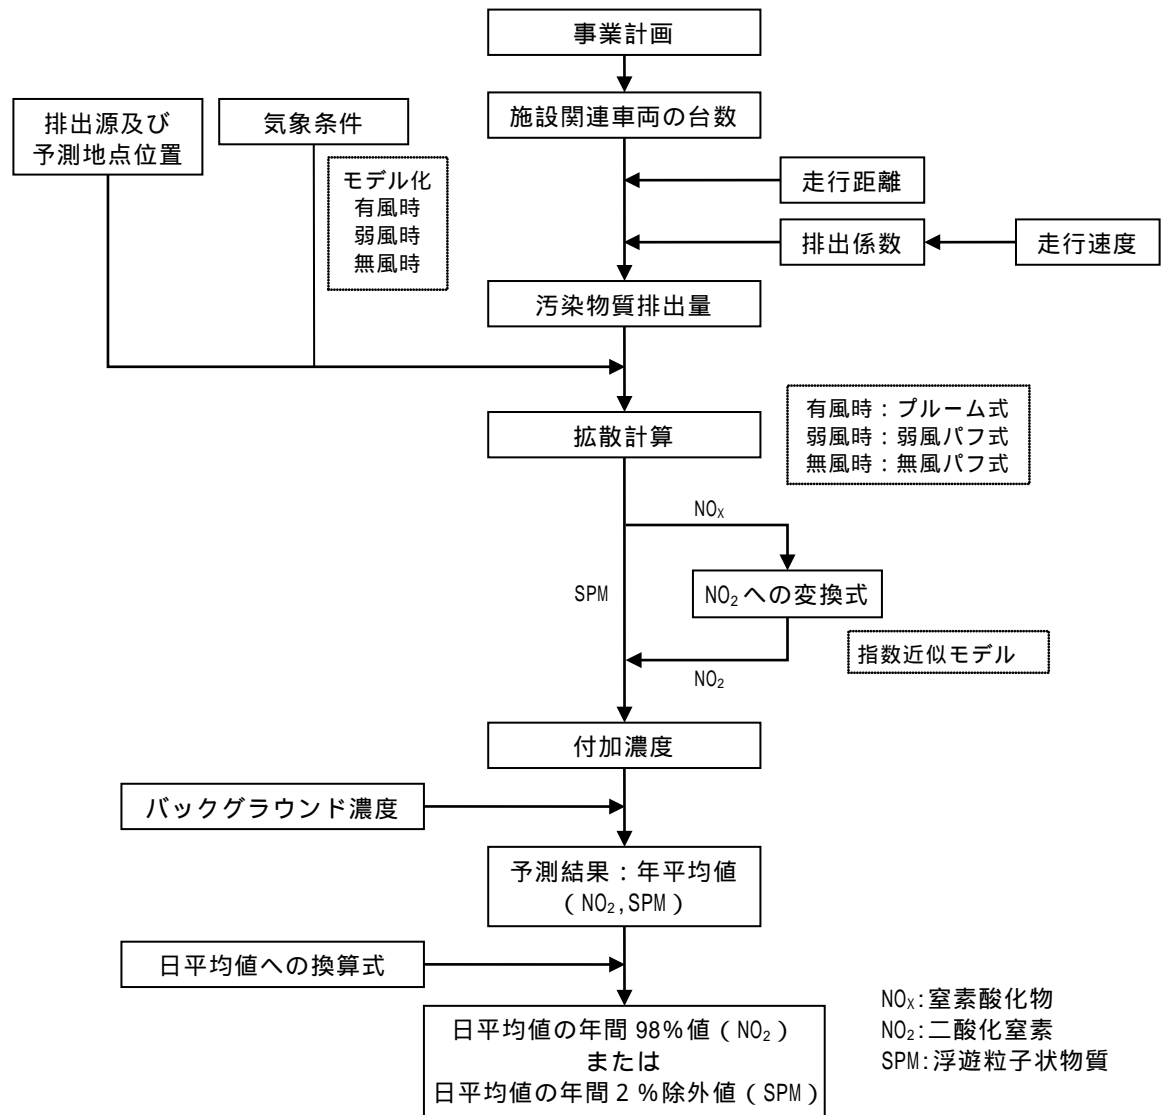 事業計画
施設関連車両の台数
排出源及び
予測地点位置
気象条件
モデル化
有風時
弱風時
無風時
走行距離
排出係数
走行速度
汚染物質排出量
拡散計算
有風時：プルーム式
弱風時：弱風パフ式
無風時：無風パフ式
NOX
SPM
NO2への変換式
指数近似モデル
NO2
付加濃度
バックグラウンド濃度
予測結果：年平均値
（NO2,SPM）
日平均値への換算式
日平均値の年間98%値（NO2）
または
日平均値の年間２％除外値（SPM）
NOX:窒素酸化物
NO2:二酸化窒素
SPM:浮遊粒子状物質